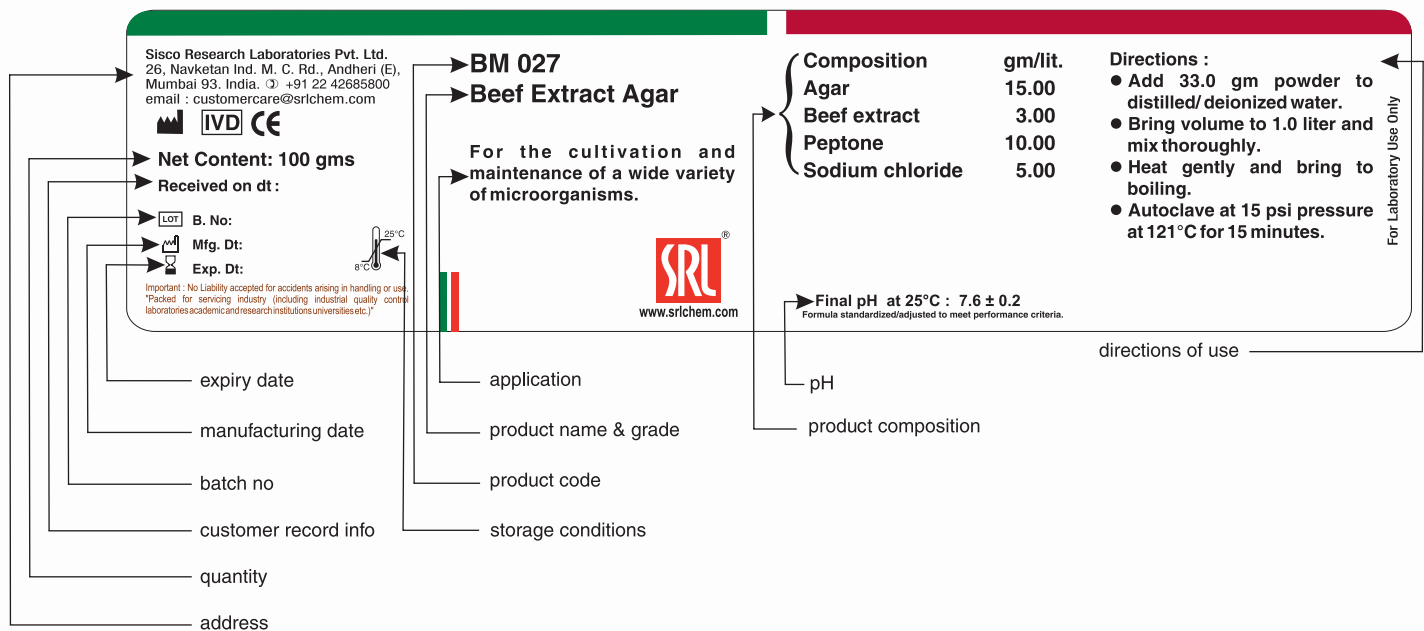 Sisco Research Laboratories Pvt. Ltd.
26, Navketan Ind. M. C. Rd., Andheri (E),
Mumbai 93. India. +91 22 42685800
email : customercare@srlchem.com
IVD CE
Net Content: 100 gms
Received on dt :
LOT B. No:
Mfg. Dt:
Exp. Dt:
25°C
8°C
Important : No Liability accepted for accidents arising in handling or use.
"Packed for servicing industry (including industrial quality control
laboratories academic and research institutions universities etc.)"
BM 027
Beef Extract Agar
For the cultivation and
maintenance of a wide variety
of microorganisms.
SRL®
www.srlchem.com
Composition gm/lit.
Agar 15.00
Beef extract 3.00
Peptone 10.00
Sodium chloride 5.00
Final pH at 25°C : 7.6 ± 0.2
Formula standardized/adjusted to meet performance criteria.
Directions :
● Add 33.0 gm powder to
distilled/ deionized water.
● Bring volume to 1.0 liter and
mix thoroughly.
● Heat gently and bring to
boiling.
● Autoclave at 15 psi pressure
at 121°C for 15 minutes.
For Laboratory Use Only
expiry date
manufacturing date
batch no
customer record info
quantity
address
application
product name & grade
product code
storage conditions
pH
product composition
directions of use